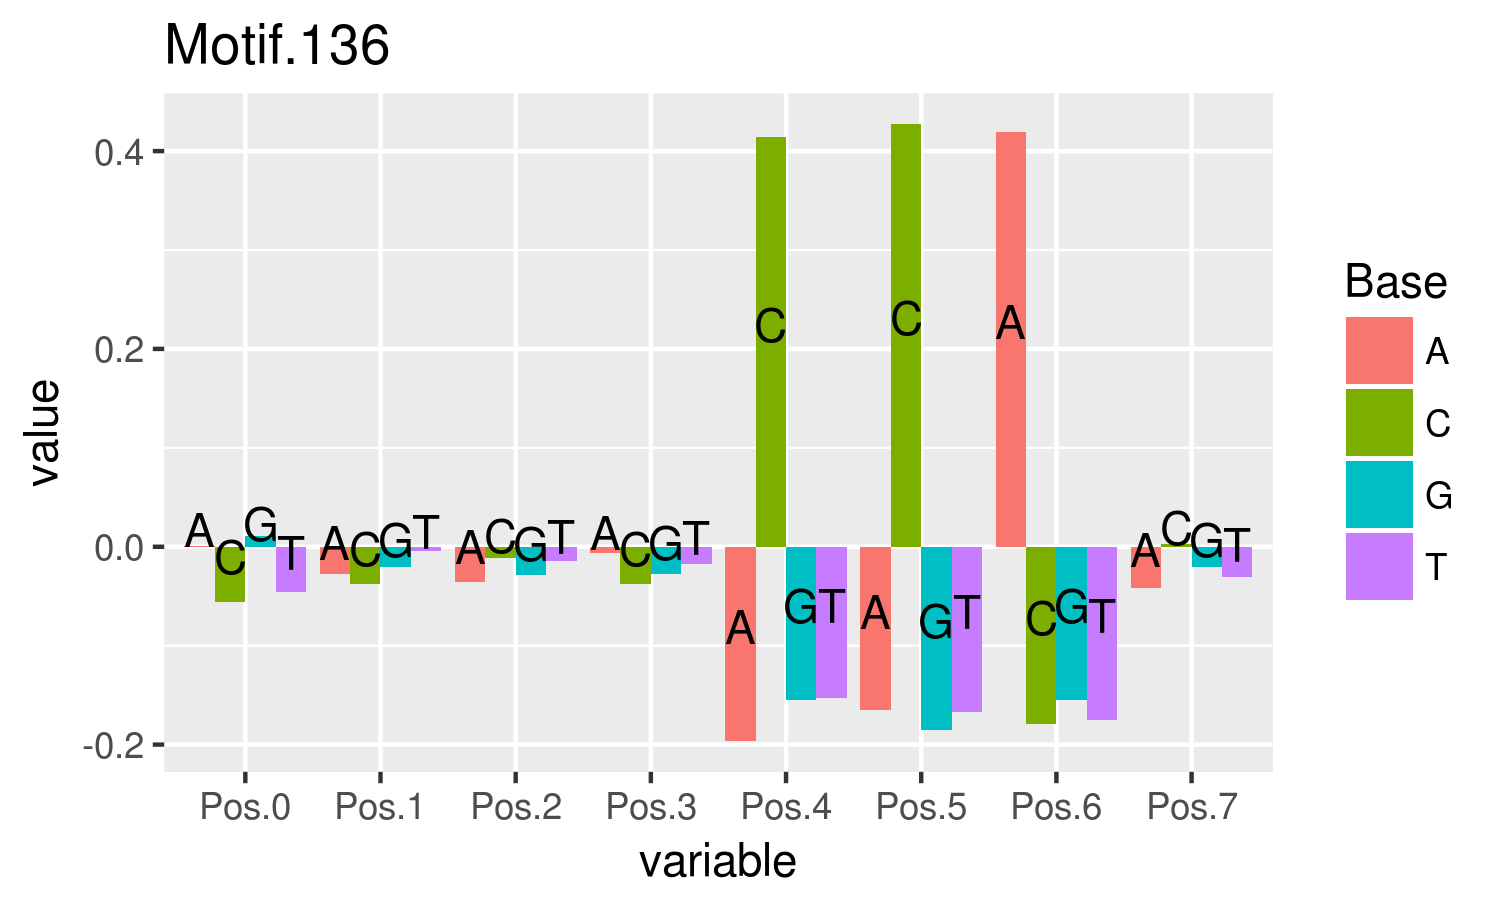 Motif.136
0.4
0.2
0.0
-0.2
value
A C G T A C G T A C G T A C G T A C G T A C G T A C G T A C G T
Pos.0 Pos.1 Pos.2 Pos.3 Pos.4 Pos.5 Pos.6 Pos.7
variable
Base
A
C
G
T